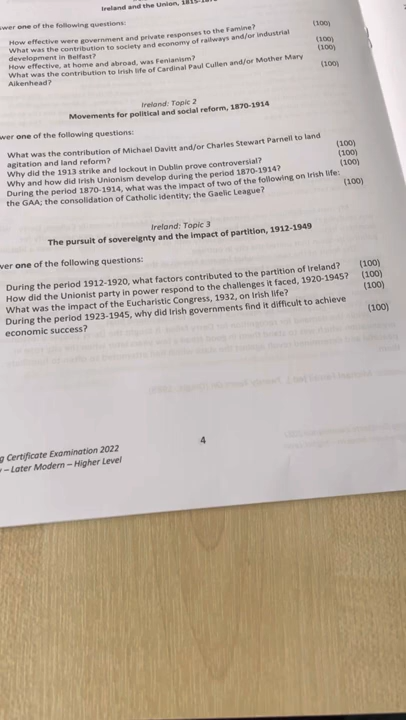 Ireland and the Union, 1815-18
swer one of the following questions:
How effective were government and private responses to the Famine? (100)
What was the contribution to society and economy of railways and/or industrial
development in Belfast? (100)
How effective, at home and abroad, was Fenianism? (100)
What was the contribution to Irish life of Cardinal Paul Cullen and/or Mother Mary
Aikenhead? (100)
Ireland: Topic 2
Movements for political and social reform, 1870-1914
wer one of the following questions:
What was the contribution of Michael Davitt and/or Charles Stewart Parnell to land
agitation and land reform? (100)
Why did the 1913 strike and lockout in Dublin prove controversial? (100)
Why and how did Irish Unionism develop during the period 1870-1914? (100)
During the period 1870-1914, what was the impact of two of the following on Irish life:
the GAA; the consolidation of Catholic identity; the Gaelic League? (100)
Ireland: Topic 3
The pursuit of sovereignty and the impact of partition, 1912-1949
ver one of the following questions:
During the period 1912-1920, what factors contributed to the partition of Ireland? (100)
How did the Unionist party in power respond to the challenges it faced, 1920-1945? (100)
What was the impact of the Eucharistic Congress, 1932, on Irish life? (100)
During the period 1923-1945, why did Irish governments find it difficult to achieve
economic success? (100)
4
g Certificate Examination 2022
– Later Modern – Higher Level